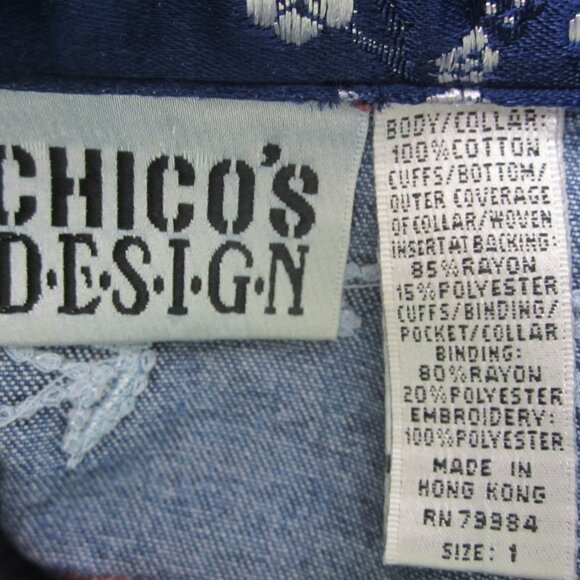 CHICO'S
D·E·S·I·G·N
BODY/COLLAR:
100%COTTON
CUFFS/BOTTOM/
OUTER COVERAGE
OF COLLAR/WOVEN
INSERT AT BACKING:
85%RAYON
15%POLYESTER
CUFFS/BINDING/
POCKET/COLLAR
BINDING:
80%RAYON
20%POLYESTER
EMBROIDERY:
100%POLYESTER
MADE IN
HONG KONG
RN 79984
SIZE: 1